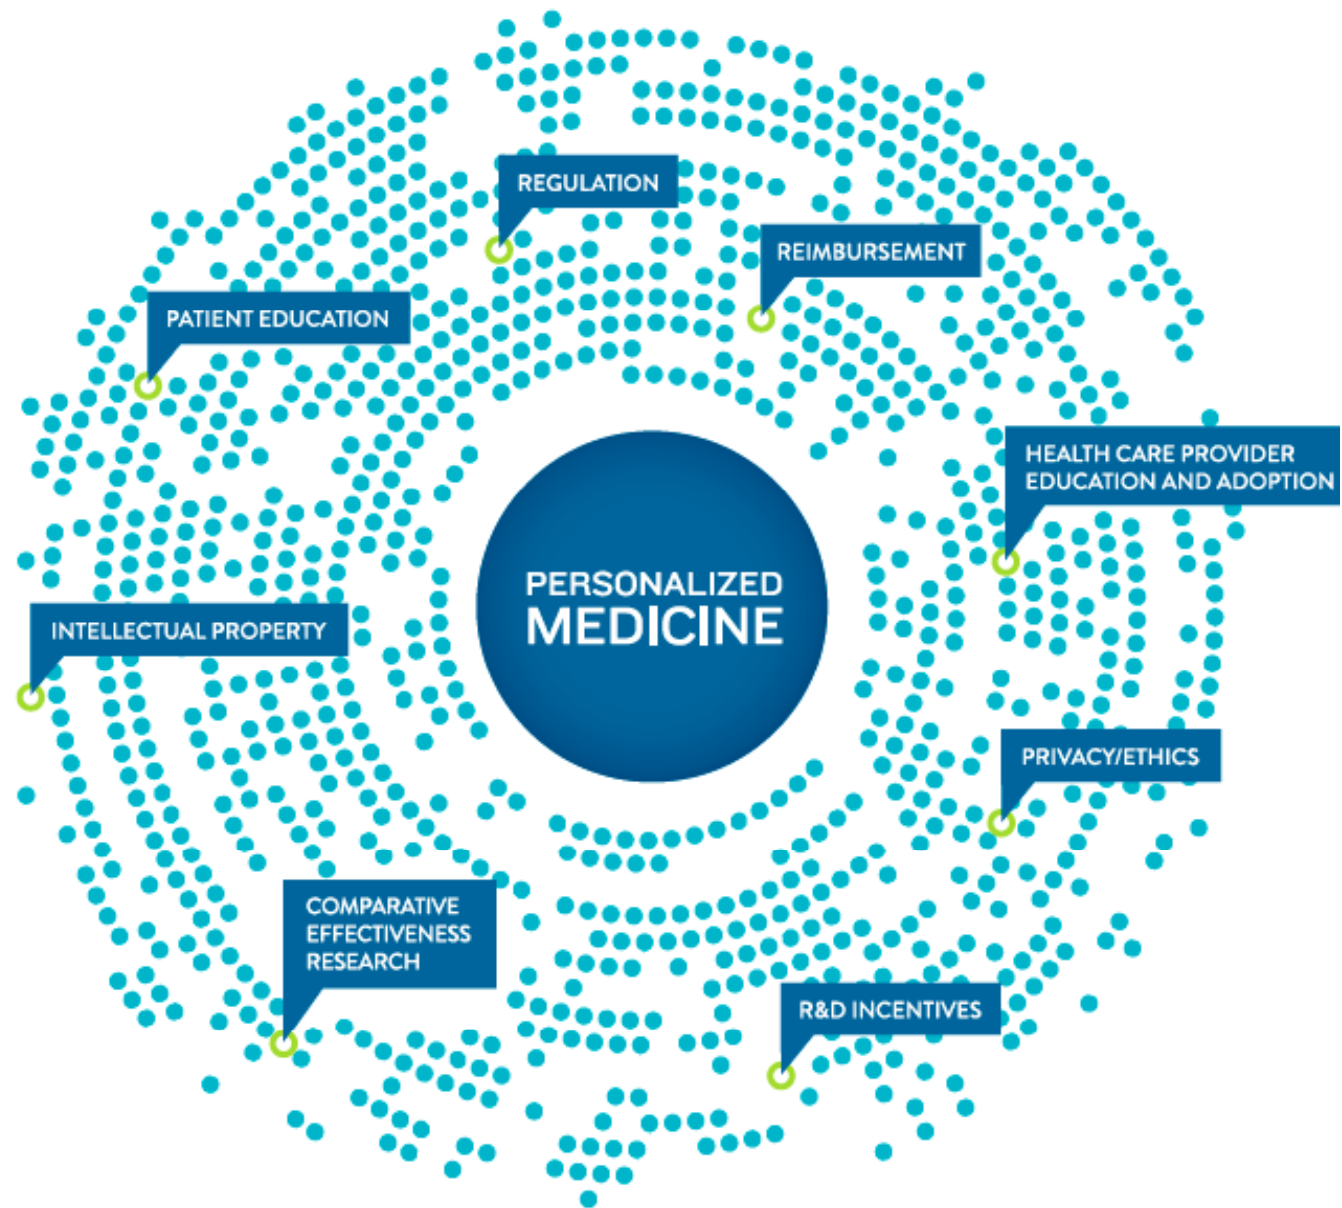 REGULATION
REIMBURSEMENT
PATIENT EDUCATION
HEALTH CARE PROVIDER
EDUCATION AND ADOPTION
PERSONALIZED
MEDICINE
INTELLECTUAL PROPERTY
PRIVACY/ETHICS
COMPARATIVE
EFFECTIVENESS
RESEARCH
R&D INCENTIVES